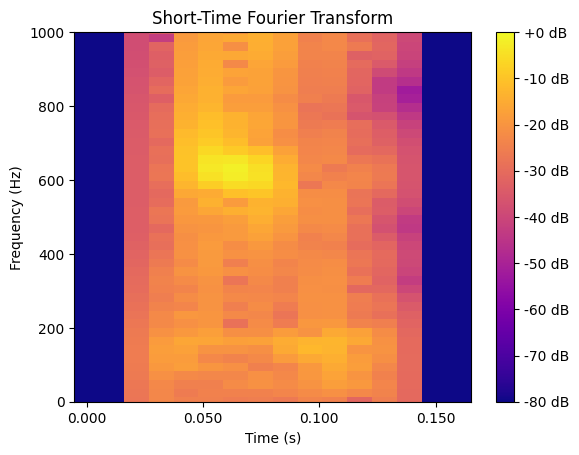 Short-Time Fourier Transform
1000
800
600
400
200
0
Frequency (Hz)
0.000
0.050
0.100
0.150
Time (s)
+0 dB
-10 dB
-20 dB
-30 dB
-40 dB
-50 dB
-60 dB
-70 dB
-80 dB